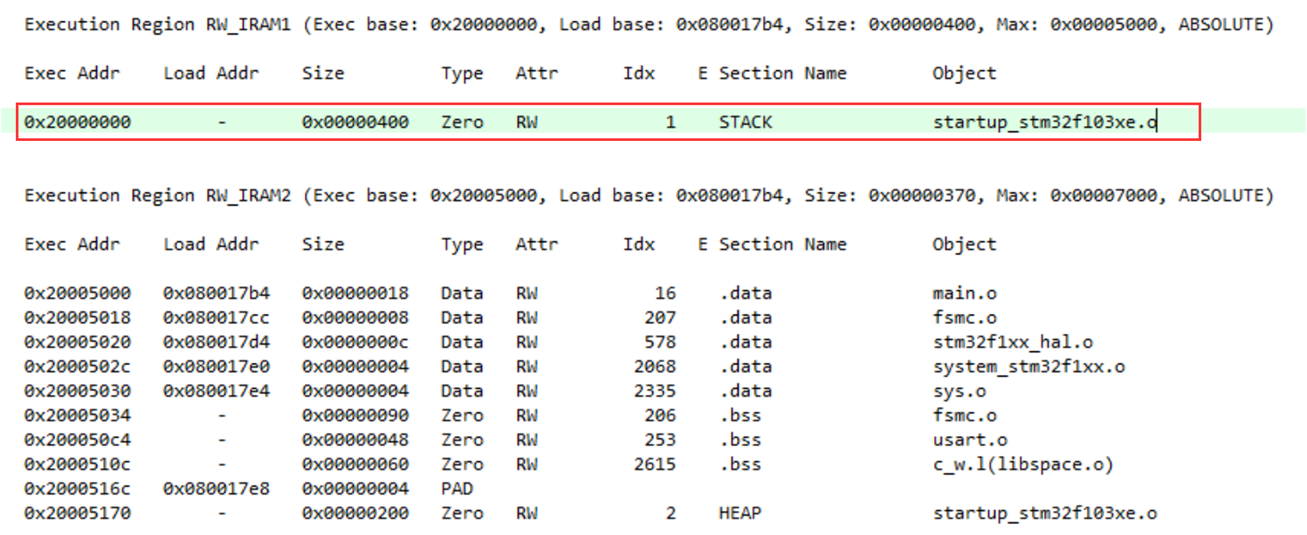 Execution Region RW_IRAM1 (Exec base: 0x20000000, Load base: 0x080017b4, Size: 0x00000400, Max: 0x00005000, ABSOLUTE)
Exec Addr Load Addr Size Type Attr Idx E Section Name Object
0x20000000 - 0x00000400 Zero RW 1 STACK startup_stm32f103xe.o
Execution Region RW_IRAM2 (Exec base: 0x20005000, Load base: 0x080017b4, Size: 0x00000370, Max: 0x00007000, ABSOLUTE)
Exec Addr Load Addr Size Type Attr Idx E Section Name Object
0x20005000 0x080017b4 0x00000018 Data RW 16 .data main.o
0x20005018 0x080017cc 0x00000008 Data RW 207 .data fsmc.o
0x20005020 0x080017d4 0x0000000c Data RW 578 .data stm32f1xx_hal.o
0x2000502c 0x080017e0 0x00000004 Data RW 2068 .data system_stm32f1xx.o
0x20005030 0x080017e4 0x00000004 Data RW 2335 .data sys.o
0x20005034 - 0x00000090 Zero RW 206 .bss fsmc.o
0x200050c4 - 0x00000048 Zero RW 253 .bss usart.o
0x2000510c - 0x00000060 Zero RW 2615 .bss c_w.l(libspace.o)
0x2000516c 0x080017e8 0x00000004 PAD
0x20005170 - 0x00000200 Zero RW 2 HEAP startup_stm32f103xe.o